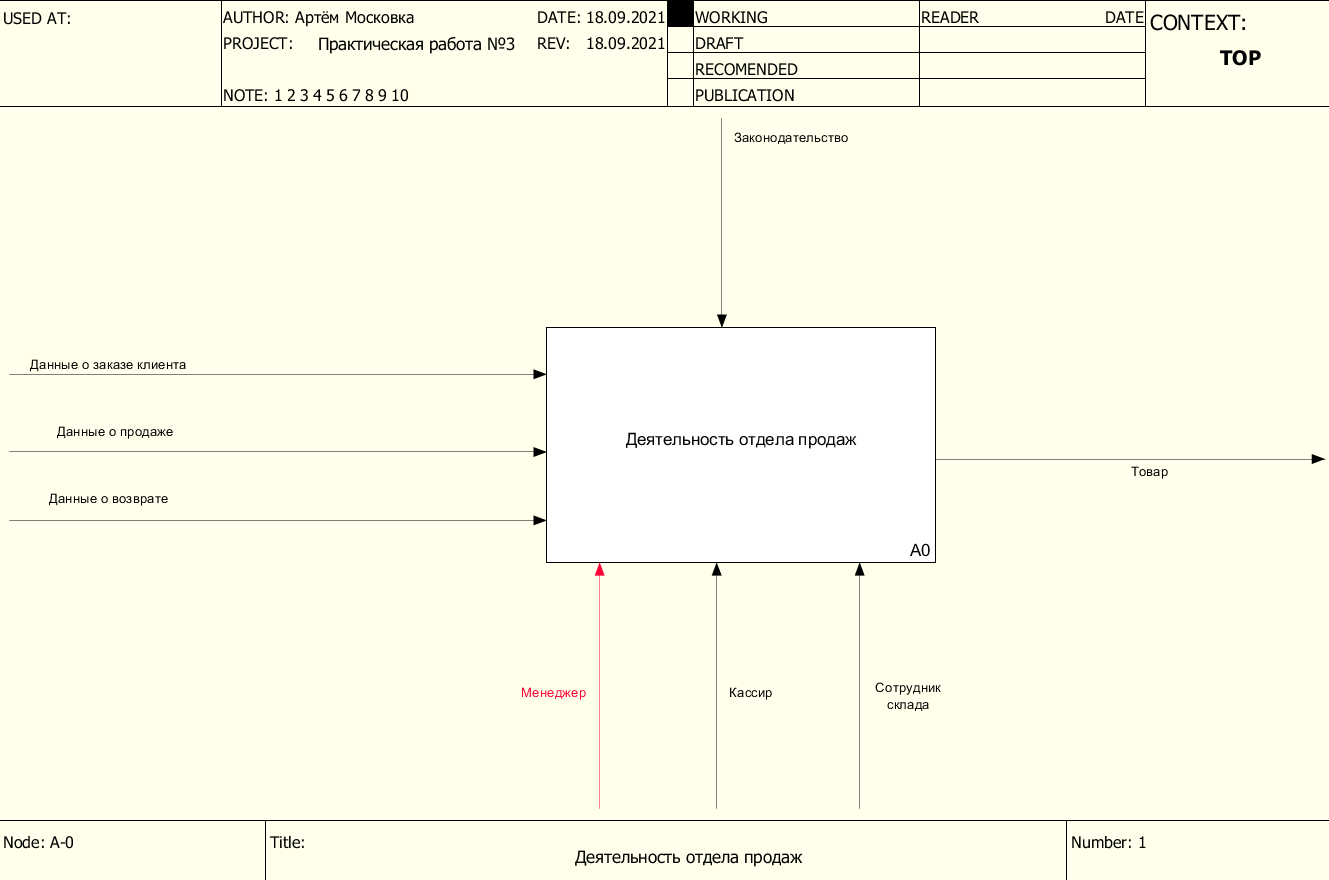 USED AT:
AUTHOR: Артём Московка
DATE: 18.09.2021
PROJECT: Практическая работа №3
REV: 18.09.2021
NOTE: 1 2 3 4 5 6 7 8 9 10
WORKING
DRAFT
RECOMENDED
PUBLICATION
READER
DATE
CONTEXT:
TOP
Законодательство
Данные о заказе клиента
Данные о продаже
Данные о возврате
Деятельность отдела продаж
A0
Товар
Менеджер
Кассир
Сотрудник
склада
Node: A-0
Title:
Деятельность отдела продаж
Number: 1